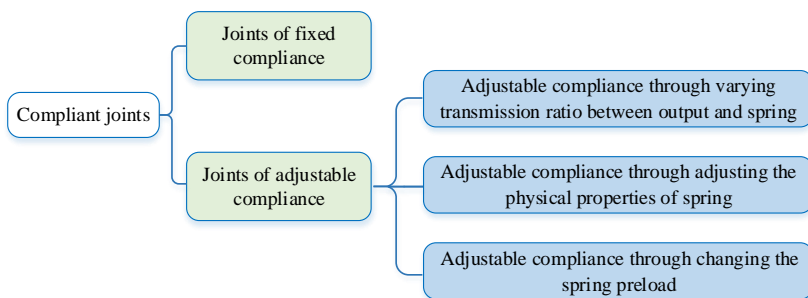 Joints of fixed
compliance
Compliant joints
Joints of adjustable
compliance
Adjustable compliance through varying
transmission ratio between output and spring
Adjustable compliance through adjusting the
physical properties of spring
Adjustable compliance through changing the
spring preload